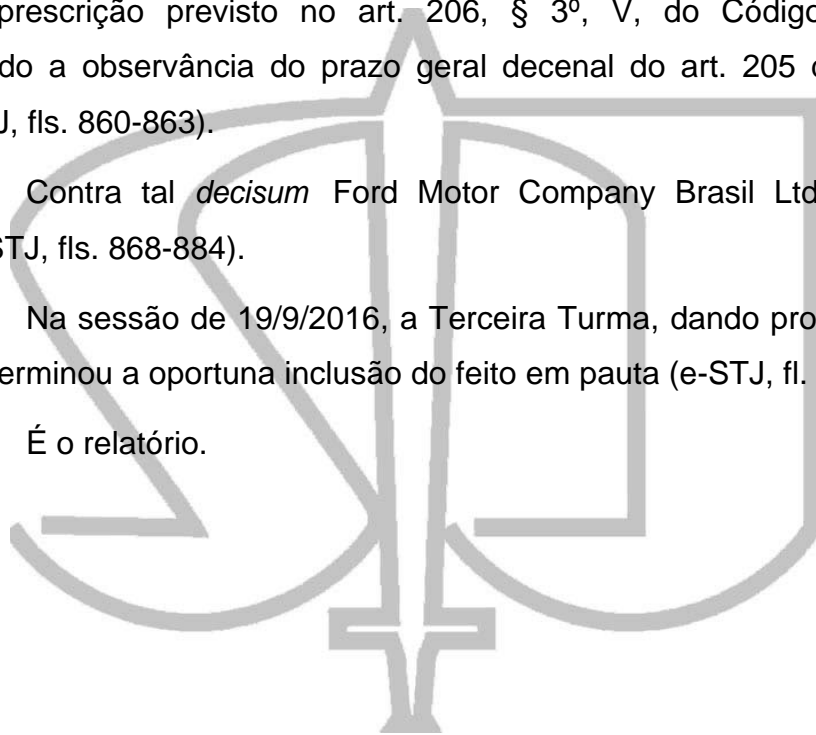 prescrição previsto no art. 206, § 3º, V, do Código
do a observância do prazo geral decenal do art. 205
J, fls. 860-863).
Contra tal decisum Ford Motor Company Brasil Ltd
STJ, fls. 868-884).
Na sessão de 19/9/2016, a Terceira Turma, dando pro
erminou a oportuna inclusão do feito em pauta (e-STJ, fl.
É o relatório.